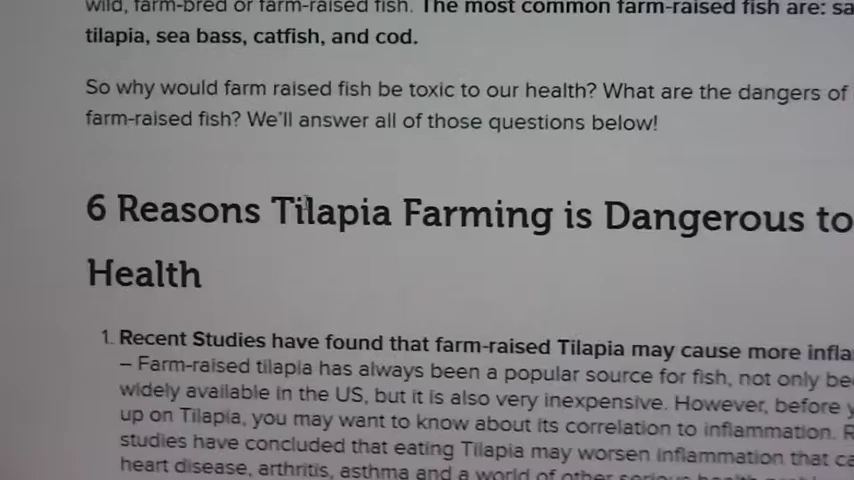 wild, farm-bred or farm-raised fish. The most common farm-raised fish are:
tilapia, sea bass, catfish, and cod.
So why would farm raised fish be toxic to our health? What are the dangers of
farm-raised fish? We'll answer all of those questions below!
6 Reasons Tilapia Farming is Dangerous to
Health
1. Recent Studies have found that farm-raised Tilapia may cause more
– Farm-raised tilapia has always been a popular source for fish, not only
widely available in the US, but it is also very inexpensive. However, before
up on Tilapia, you may want to know about its correlation to inflammation.
studies have concluded that eating Tilapia may worsen inflammation that
heart disease, arthritis, asthma and a world of other serious health